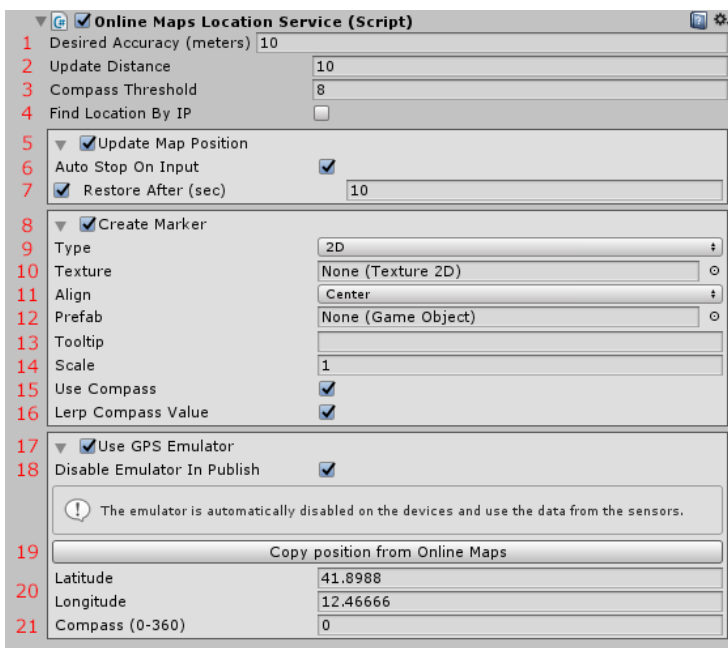 Online Maps Location Service (Script)
1 Desired Accuracy (meters) 10
2 Update Distance 10
3 Compass Threshold 8
4 Find Location By IP
5 Update Map Position
6 Auto Stop On Input
7 Restore After (sec) 10
8 Create Marker
9 Type 2D
10 Texture None (Texture 2D)
11 Align Center
12 Prefab None (Game Object)
13 Tooltip
14 Scale 1
15 Use Compass
16 Lerp Compass Value
17 Use GPS Emulator
18 Disable Emulator In Publish
The emulator is automatically disabled on the devices and use the data from the sensors.
19 Copy position from Online Maps
Latitude 41.8988
20
Longitude 12.46666
21 Compass (0-360) 0